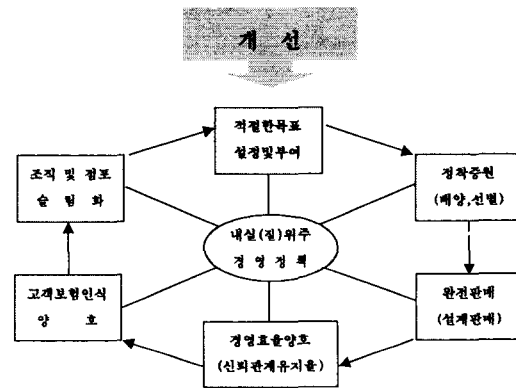 개 선
적절한목표
설정및부여
조직 및 점포
슬 림 화
정착증원
(배양,선별)
내실(질)위주
경 영 정 책
고객보험인식
양 호
완전판매
(설계판매)
경영효율양호
(신뢰관계유지율)